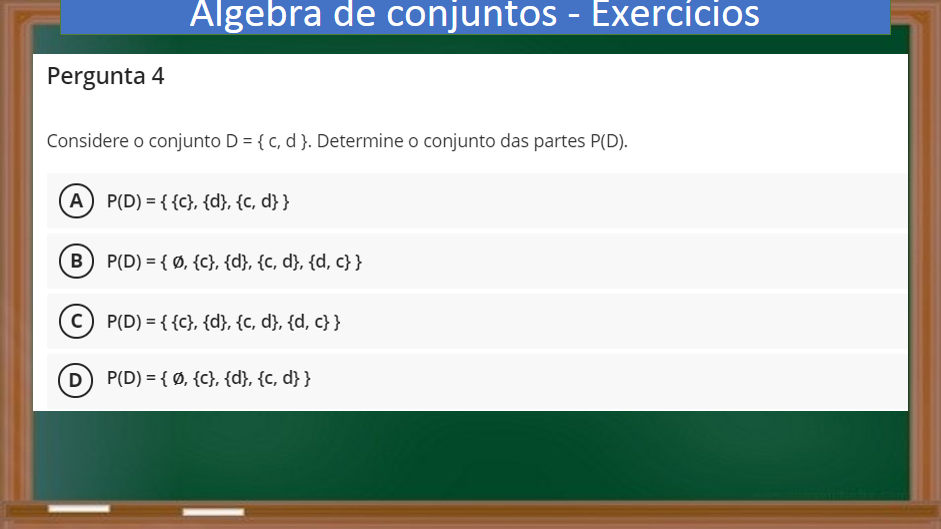 Álgebra de conjuntos - Exercícios
Pergunta 4
Considere o conjunto D = { c, d }. Determine o conjunto das partes P(D).
A P(D) = { {c}, {d}, {c, d} }
B P(D) = { ø, {c}, {d}, {c, d}, {d, c} }
C P(D) = { {c}, {d}, {c, d}, {d, c} }
D P(D) = { ø, {c}, {d}, {c, d} }